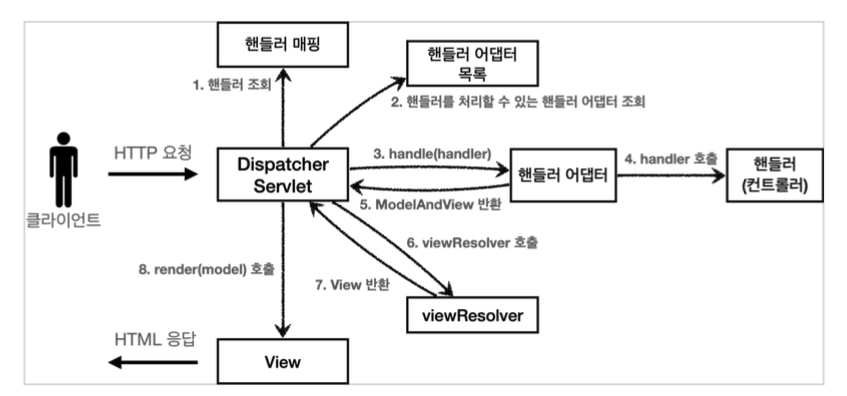 핸들러 매핑
핸들러 어댑터
목록
1. 핸들러 조회
2. 핸들러를 처리할 수 있는 핸들러 어댑터 조회
HTTP 요청
클라이언트
Dispatcher
Servlet
3. handle(handler)
핸들러 어댑터
4. handler 호출
핸들러
(컨트롤러)
5. ModelAndView 반환
6. viewResolver 호출
7. View 반환
8. render(model) 호출
viewResolver
HTML 응답
View